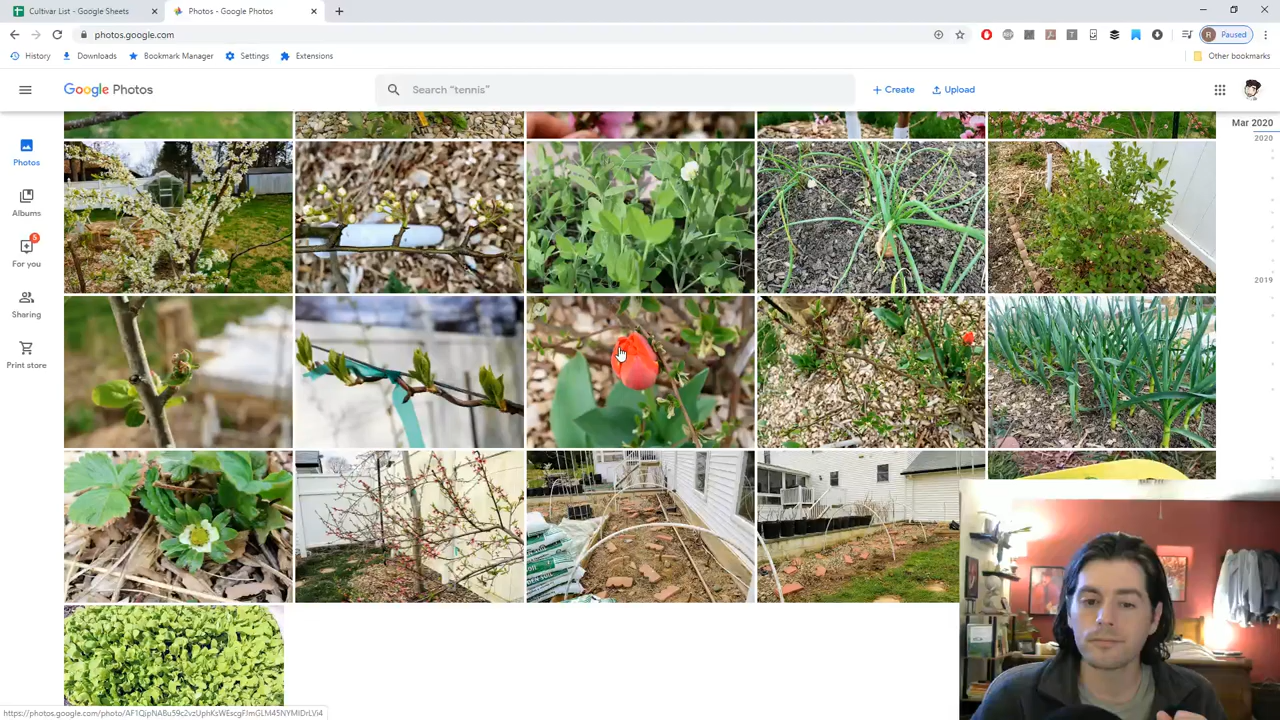 Cultivar List - Google Sheets
Photos - Google Photos
photos.google.com
Paused
History
Downloads
Bookmark Manager
Settings
Extensions
Other bookmarks
Google Photos
Search “tennis”
+ Create
Upload
Mar 2020
2020
Photos
Albums
5
For you
2019
Sharing
Print store